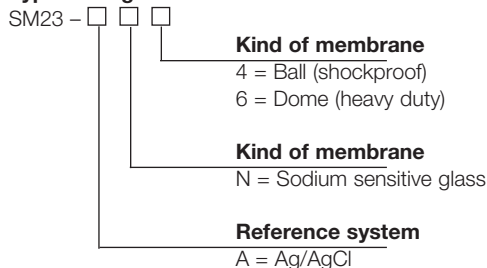 SM23 – □ □ □
Kind of membrane
4 = Ball (shockproof)
6 = Dome (heavy duty)
Kind of membrane
N = Sodium sensitive glass
Reference system
A = Ag/AgCl